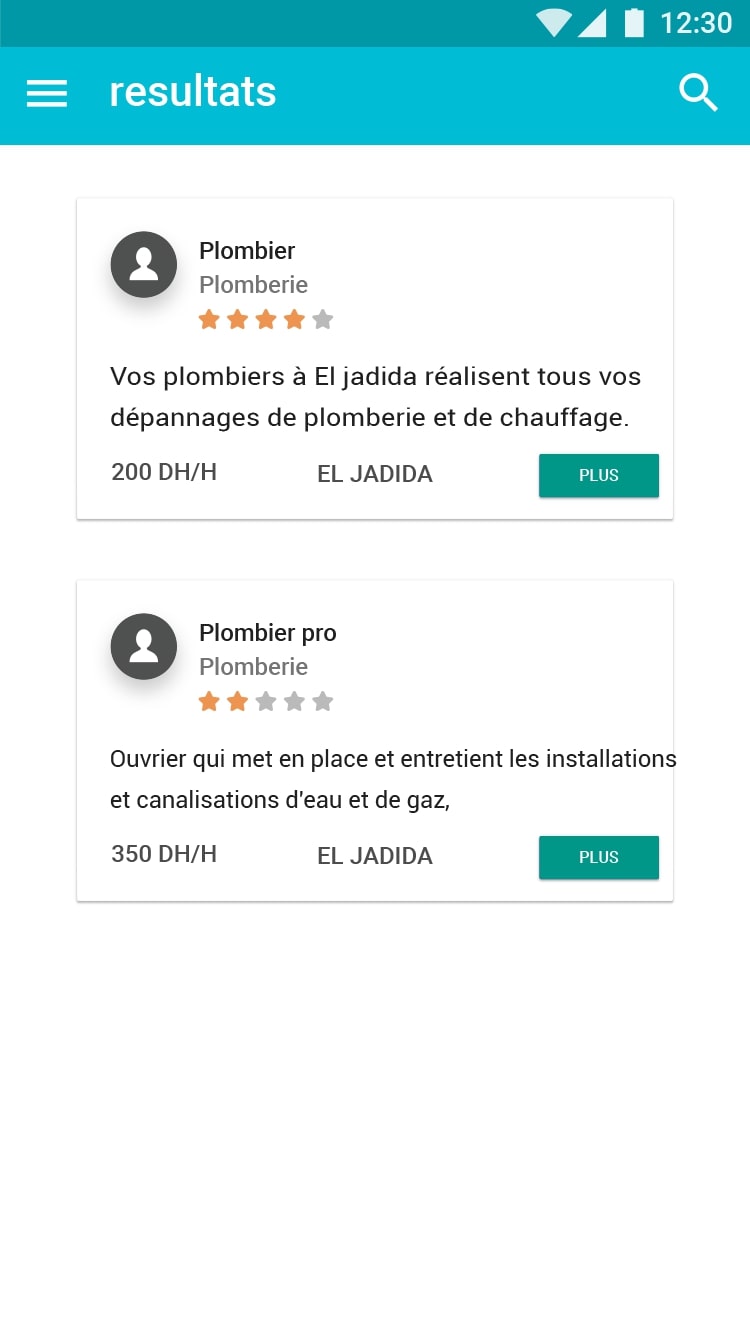 12:30
resultats
Plombier
Plomberie
Vos plombiers à El jadida réalisent tous vos
dépannages de plomberie et de chauffage.
200 DH/H EL JADIDA PLUS
Plombier pro
Plomberie
Ouvrier qui met en place et entretient les installations
et canalisations d'eau et de gaz,
350 DH/H EL JADIDA PLUS